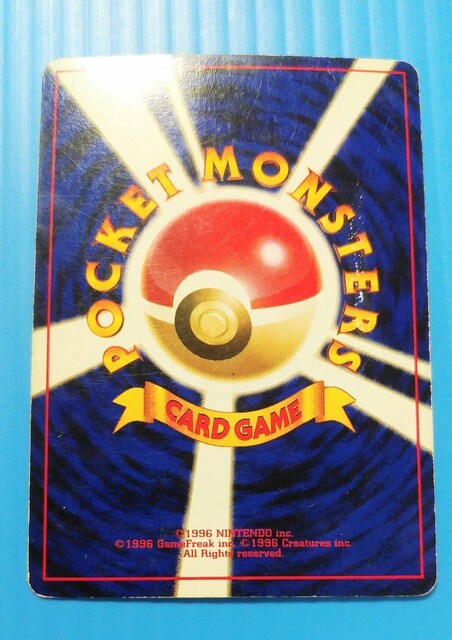 POCKET MONSTERS
CARD GAME
©1996 NINTENDO inc.
©1996 GameFreak inc. ©1996 Creatures inc.
All Rights reserved.